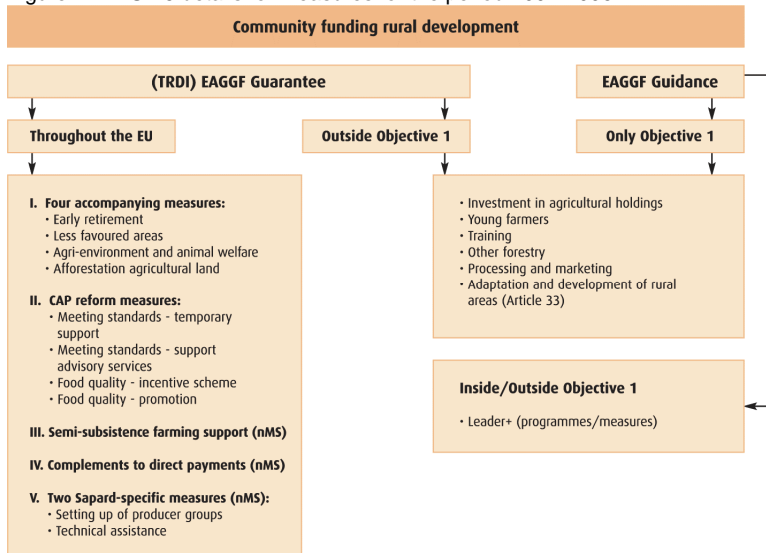 Community funding rural development
(TRDI) EAGGF Guarantee
EAGGF Guidance
Throughout the EU
Outside Objective 1
Only Objective 1
I. Four accompanying measures:
• Early retirement
• Less favoured areas
• Agri-environment and animal welfare
• Afforestation agricultural land
II. CAP reform measures:
• Meeting standards - temporary
support
• Meeting standards - support
advisory services
• Food quality - incentive scheme
• Food quality - promotion
III. Semi-subsistence farming support (nMS)
IV. Complements to direct payments (nMS)
V. Two Sapard-specific measures (nMS):
• Setting up of producer groups
• Technical assistance
• Investment in agricultural holdings
• Young farmers
• Training
• Other forestry
• Processing and marketing
• Adaptation and development of rural
areas (Article 33)
Inside/Outside Objective 1
• Leader+ (programmes/measures)